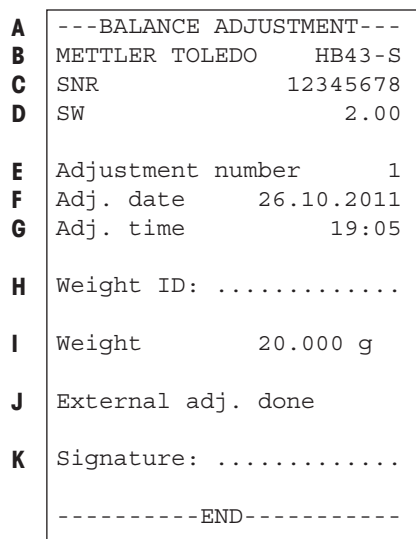 A ---BALANCE ADJUSTMENT---
B METTLER TOLEDO HB43-S
C SNR 12345678
D SW 2.00
E Adjustment number 1
F Adj. date 26.10.2011
G Adj. time 19:05
H Weight ID: .............
I Weight 20.000 g
J External adj. done
K Signature: .............
----------END-----------